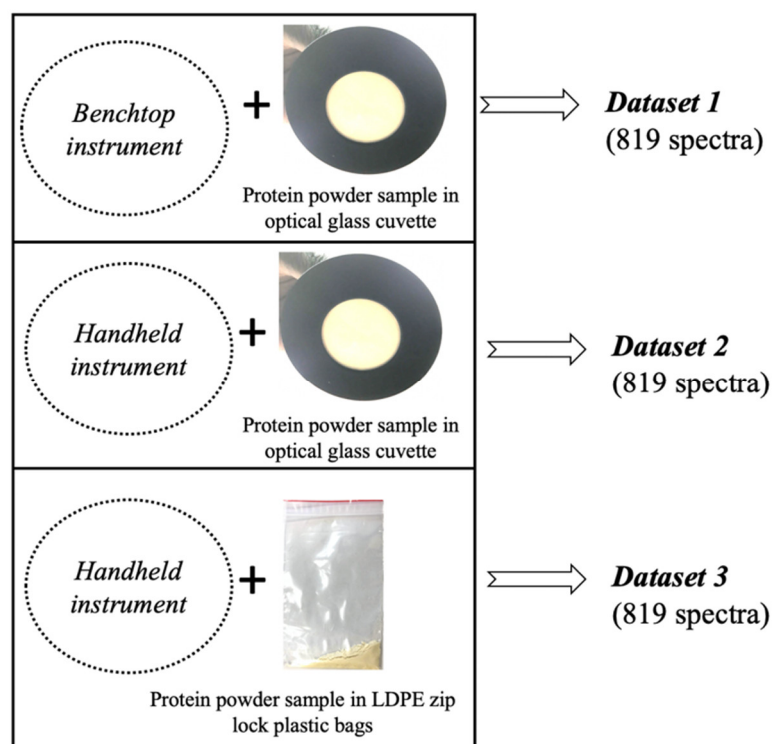 Benchtop
instrument
+
Protein powder sample in
optical glass cuvette
Dataset 1
(819 spectra)
Handheld
instrument
+
Protein powder sample in
optical glass cuvette
Dataset 2
(819 spectra)
Handheld
instrument
+
Protein powder sample in LDPE zip
lock plastic bags
Dataset 3
(819 spectra)